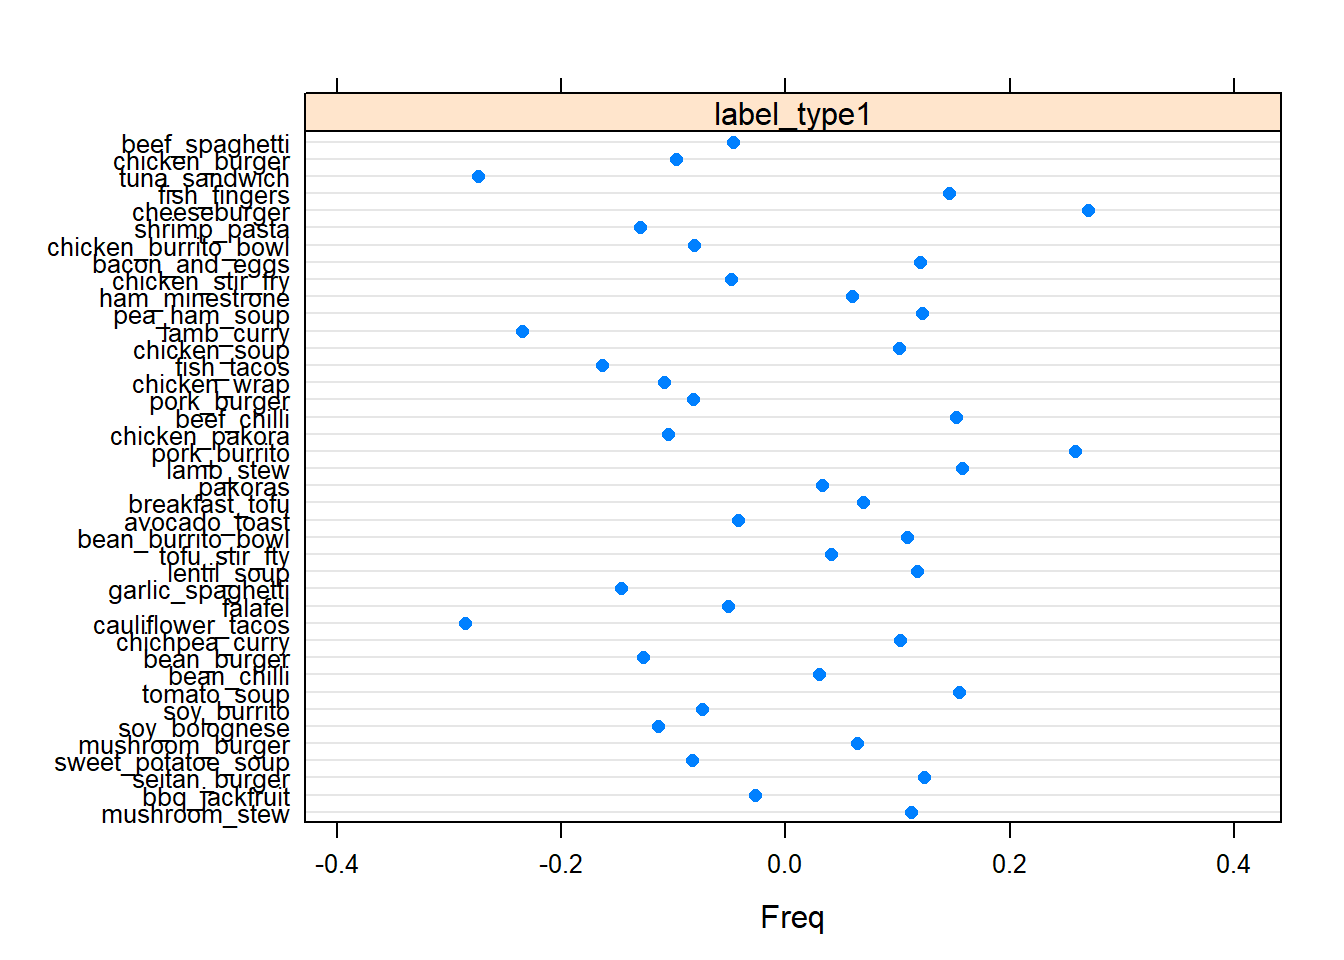 label_type1
beef_spaghetti
chicken_burger
tuna_sandwich
fish_fingers
cheeseburger
shrimp_pasta
chicken_burrito_bowl
bacon_and_eggs
chicken_stir_fry
ham_minestrone
pea_ham_soup
lamb_curry
chicken_soup
fish_tacos
chicken_wrap
pork_burger
beef_chilli
chicken_pakora
pork_burrito
lamb_stew
pakoras
breakfast_tofu
avocado_toast
bean_burrito_bowl
tofu_stir_fty
lentil_soup
garlic_spaghetti
falafel
cauliflower_tacos
chichpea_curry
bean_burger
bean_chilli
tomato_soup
soy_burrito
soy_bolognese
mushroom_burger
sweet_potatoe_soup
seitan_burger
bbq_jackfruit
mushroom_stew
-0.4 -0.2 0.0 0.2 0.4
Freq